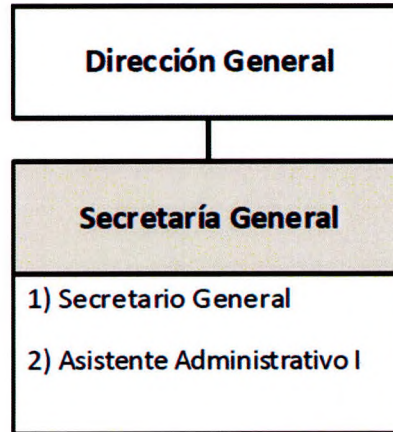 Dirección General
Secretaría General
1) Secretario General
2) Asistente Administrativo I